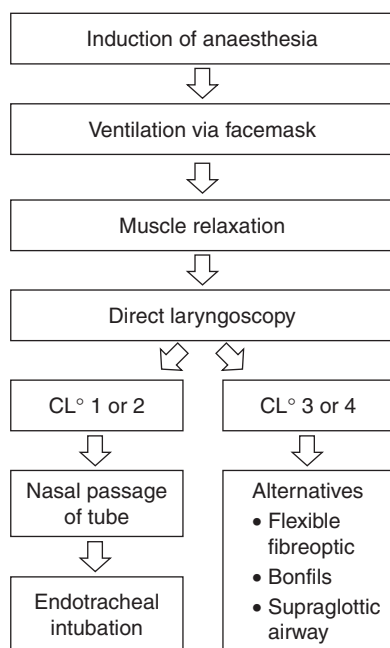 Induction of anaesthesia
Ventilation via facemask
Muscle relaxation
Direct laryngoscopy
CL° 1 or 2
CL° 3 or 4
Nasal passage
of tube
Endotracheal
intubation
Alternatives
• Flexible
fibreoptic
• Bonfils
• Supraglottic
airway